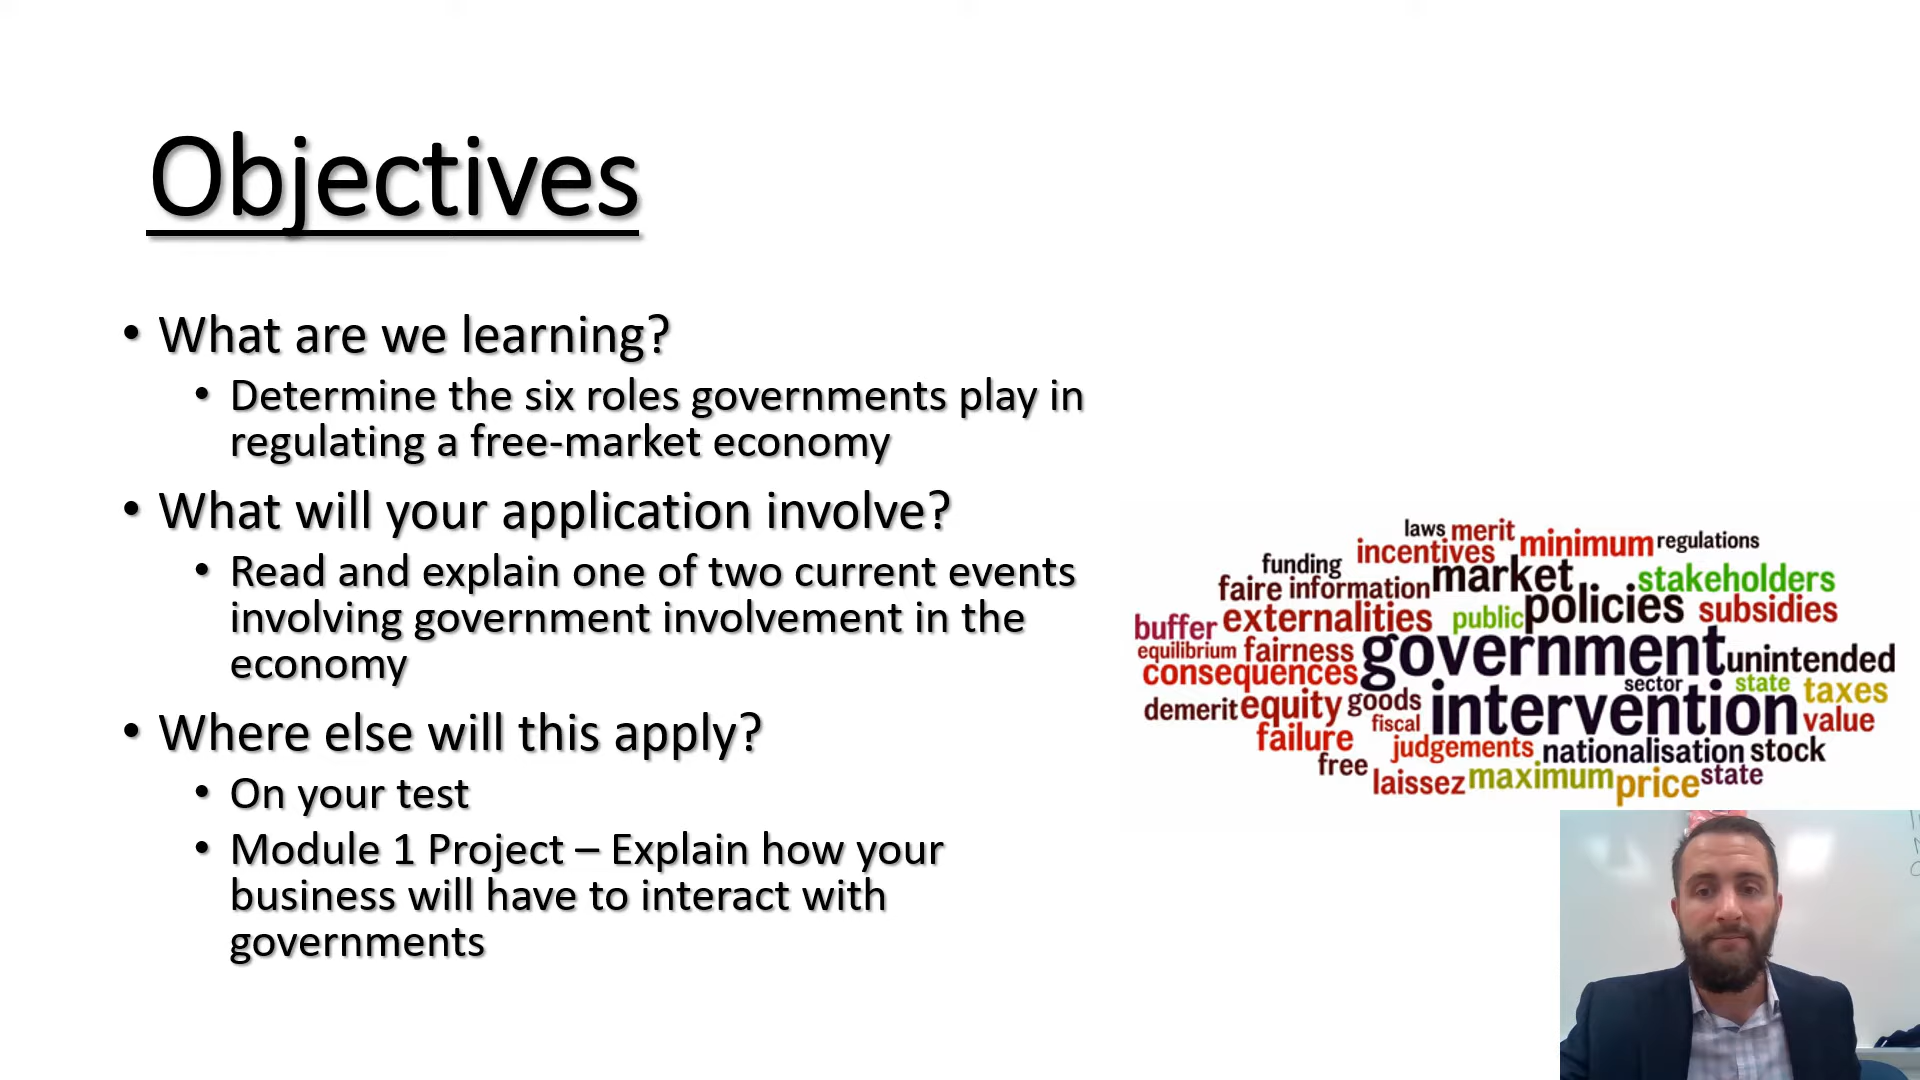 Objectives
• What are we learning?
• Determine the six roles governments play in
regulating a free-market economy
• What will your application involve?
• Read and explain one of two current events
involving government involvement in the
economy
• Where else will this apply?
• On your test
• Module 1 Project – Explain how your
business will have to interact with
governments
laws merit
incentives minimum regulations
funding market stakeholders
faire information policies subsidies
buffer externalities public
government
equilibrium fairness unintended
consequences sector state taxes
demerit equity goods intervention value
failure fiscal
judgements nationalisation stock
free laissez maximum price state